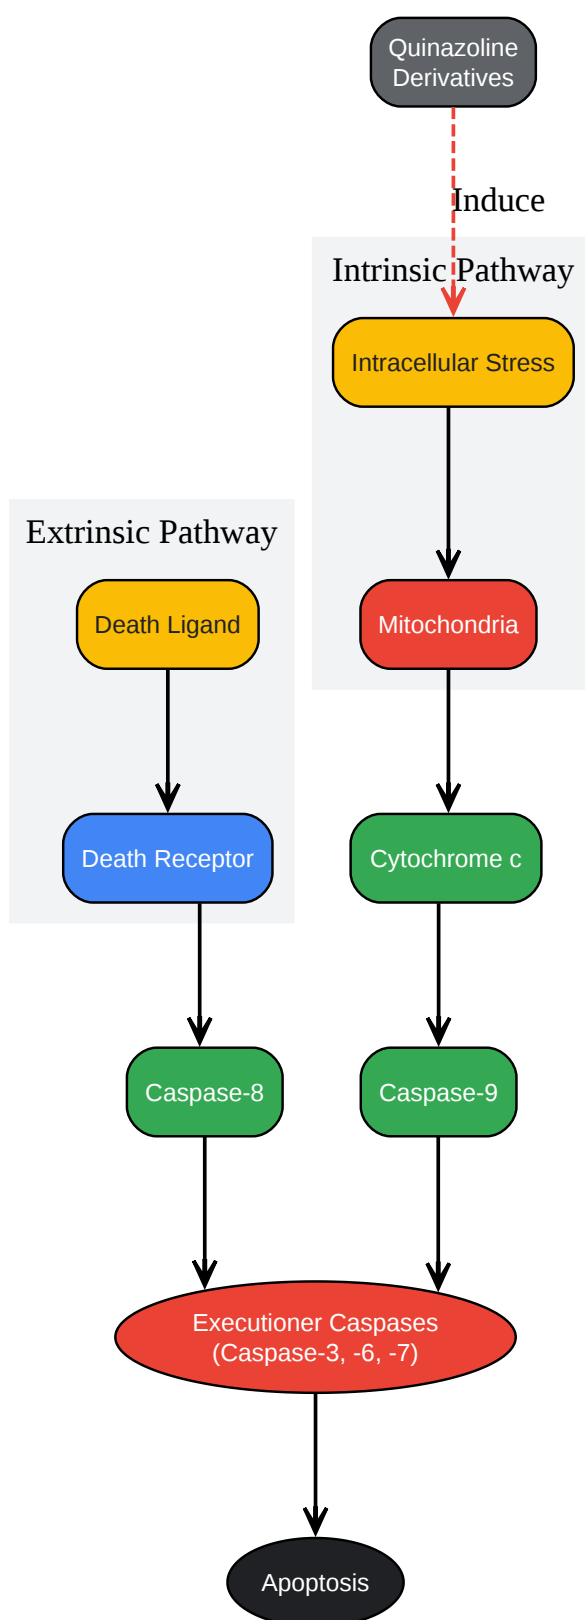 Quinazoline
Derivatives
Induce
Intrinsic Pathway
Intracellular Stress
Extrinsic Pathway
Death Ligand
Mitochondria
Death Receptor
Cytochrome c
Caspase-8
Caspase-9
Executioner Caspases
(Caspase-3, -6, -7)
Apoptosis